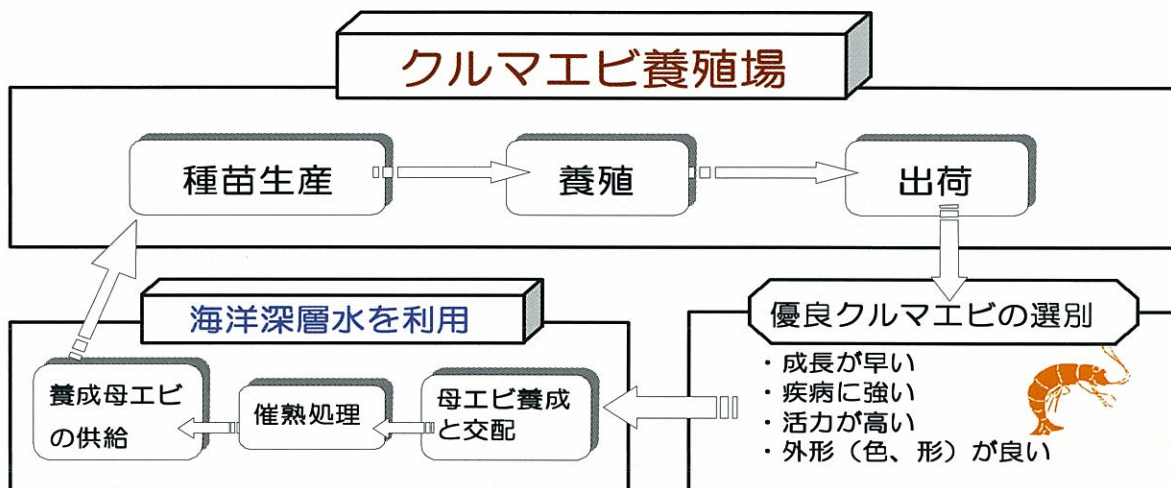 クルマエビ養殖場
種苗生産
養殖
出荷
海洋深層水を利用
養成母エビ
の供給
催熟処理
母エビ養成
と交配
優良クルマエビの選別
・成長が早い
・疾病に強い
・活力が高い
・外形（色、形）が良い